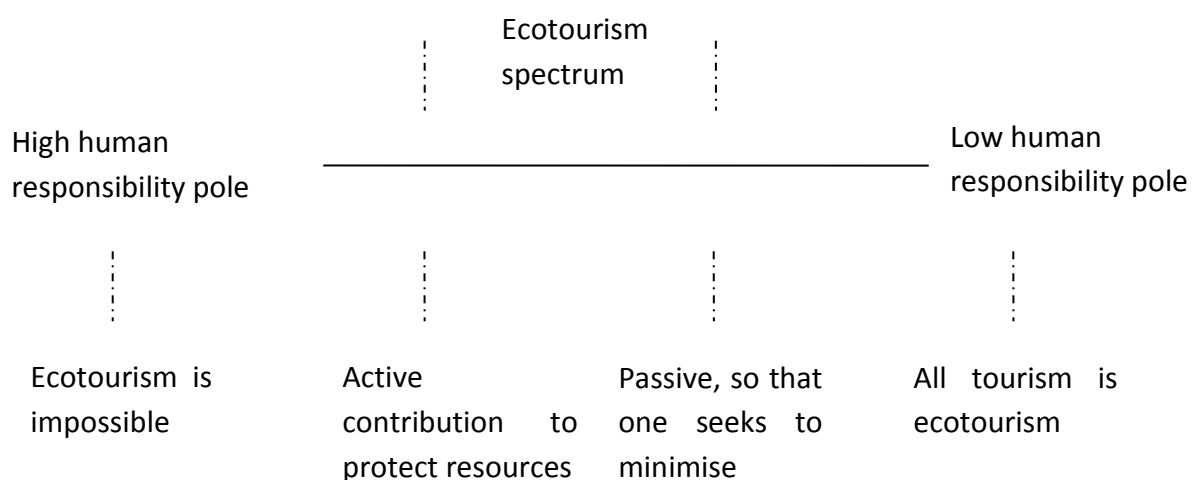 Ecotourism
spectrum
High human
responsibility pole
Low human
responsibility pole
Ecotourism is
impossible
Active
contribution to
protect resources
Passive, so that
one seeks to
minimise
All tourism is
ecotourism